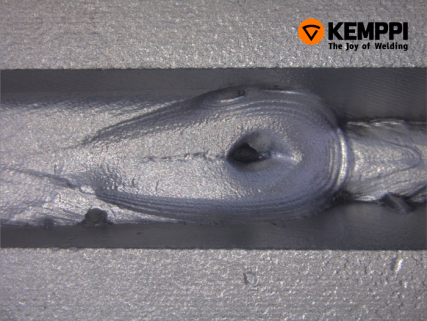 KEMPPI
The Joy of Welding